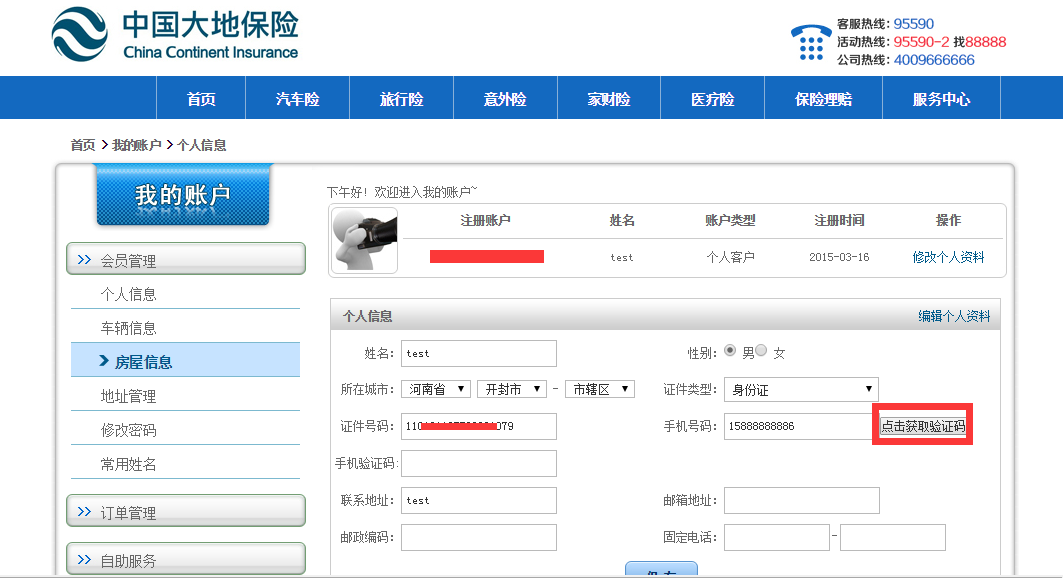 中国大地保险
China Continent Insurance
客服热线: 95590
活动热线: 95590-2 找88888
公司热线: 4009666666
首页 汽车险 旅行险 意外险 家财险 医疗险 保险理赔 服务中心
首页 > 我的账户 > 个人信息
我的账户
下午好！欢迎进入我的账户~
注册账户 姓名 账户类型 注册时间 操作
test 个人客户 2015-03-16 修改个人资料
会员管理
个人信息
车辆信息
房屋信息
地址管理
修改密码
常用姓名
订单管理
自助服务
个人信息 编辑个人资料
姓名: test 性别: 男 女
所在城市: 河南省 开封市 - 市辖区 证件类型: 身份证
证件号码: 079 手机号码: 15888888886 点击获取验证码
手机验证码:
联系地址: test 邮箱地址:
邮政编码: 固定电话: -
保 存